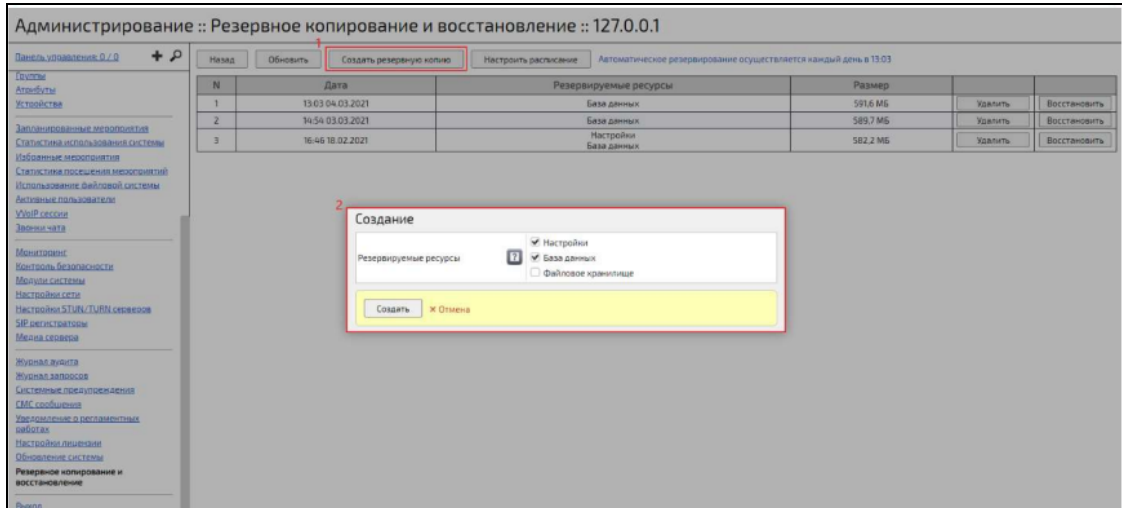 Администрирование :: Резервное копирование и восстановление :: 127.0.0.1
Панель управления: 0 / 0
Группы
Атрибуты
Устройства
Запланированные мероприятия
Статистика использования системы
Избранные мероприятия
Статистика посещения мероприятий
Использование файловой системы
Активные пользователи
VVoIP сессии
Звонки чата
Мониторинг
Контроль безопасности
Модули системы
Настройки сети
Настройки STUN/TURN серверов
SIP регистраторы
Медиа сервера
Журнал аудита
Журнал запросов
Системные предупреждения
СМС сообщения
Уведомление о регламентных
работах
Настройки лицензии
Обновление системы
Резервное копирование и
восстановление
Выход
1
Назад Обновить Создать резервную копию Настроить расписание Автоматическое резервирование осуществляется каждый день в 13:03
N Дата Резервируемые ресурсы Размер
1 13:03 04.03.2021 База данных 591,6 МБ Удалить Восстановить
2 14:54 03.03.2021 База данных 589,7 МБ Удалить Восстановить
3 16:46 18.02.2021 Настройки
База данных 582,2 МБ Удалить Восстановить
2
Создание
Резервируемые ресурсы ? Настройки
База данных
Файловое хранилище
Создать × Отмена